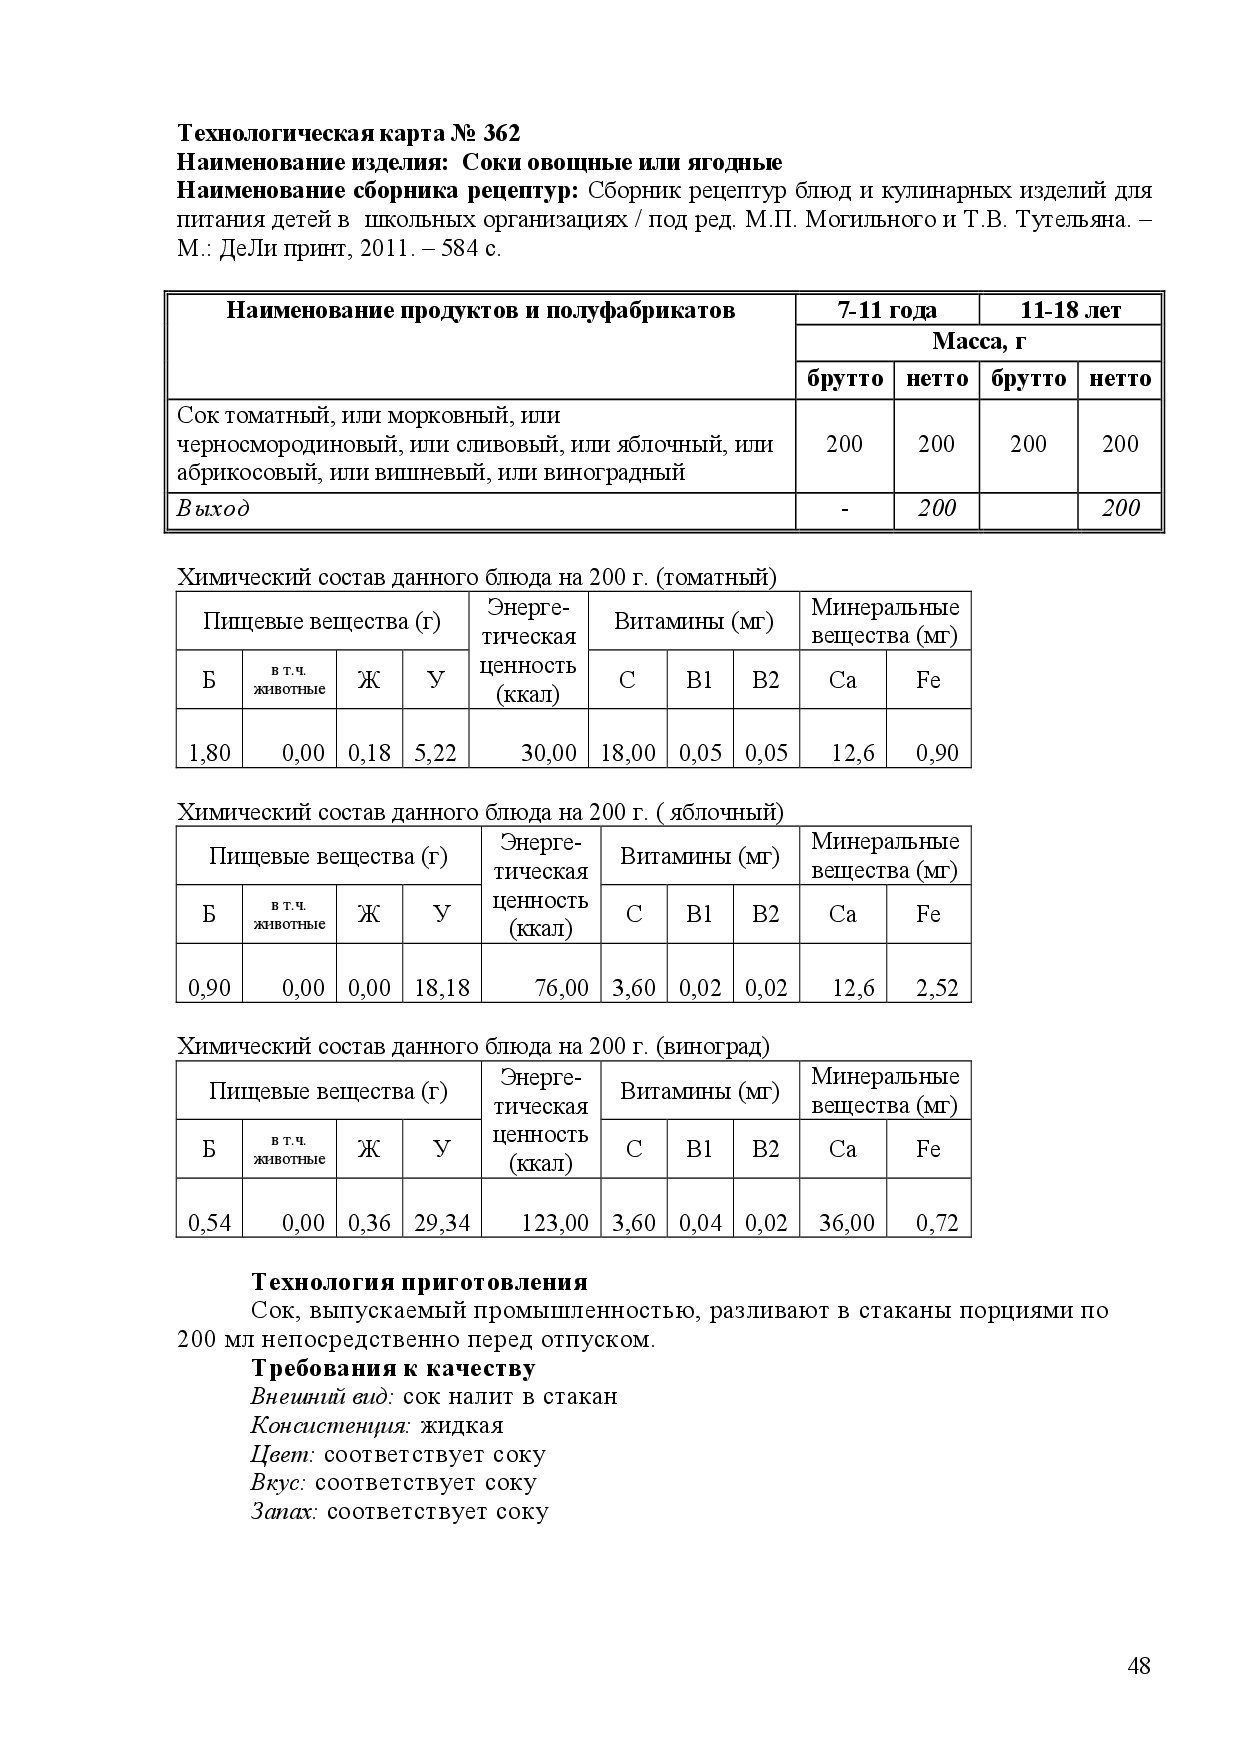 Технологическая карта № 362
Наименование изделия: Соки овощные или ягодные
Наименование сборника рецептур: Сборник рецептур блюд и кулинарных изделий для
питания детей в школьных организациях / под ред. М.П. Могильного и Т.В. Тутельяна. –
М.: ДеЛи принт, 2011. – 584 с.
Наименование продуктов и полуфабрикатов 7-11 года 11-18 лет
Масса, г
брутто нетто брутто нетто
Сок томатный, или морковный, или
черносмородиновый, или сливовый, или яблочный, или 200 200 200 200
абрикосовый, или вишневый, или виноградный
Выход - 200 200
Химический состав данного блюда на 200 г. (томатный)
Пищевые вещества (г) Энерге-
тическая
ценность
(ккал) Витамины (мг) Минеральные
вещества (мг)
Б в т.ч.
животные Ж У С В1 В2 Са Fe
1,80 0,00 0,18 5,22 30,00 18,00 0,05 0,05 12,6 0,90
Химический состав данного блюда на 200 г. ( яблочный)
Пищевые вещества (г) Энерге-
тическая
ценность
(ккал) Витамины (мг) Минеральные
вещества (мг)
Б в т.ч.
животные Ж У С В1 В2 Са Fe
0,90 0,00 0,00 18,18 76,00 3,60 0,02 0,02 12,6 2,52
Химический состав данного блюда на 200 г. (виноград)
Пищевые вещества (г) Энерге-
тическая
ценность
(ккал) Витамины (мг) Минеральные
вещества (мг)
Б в т.ч.
животные Ж У С В1 В2 Са Fe
0,54 0,00 0,36 29,34 123,00 3,60 0,04 0,02 36,00 0,72
Технология приготовления
Сок, выпускаемый промышленностью, разливают в стаканы порциями по
200 мл непосредственно перед отпуском.
Требования к качеству
Внешний вид: сок налит в стакан
Консистенция: жидкая
Цвет: соответствует соку
Вкус: соответствует соку
Запах: соответствует соку
48